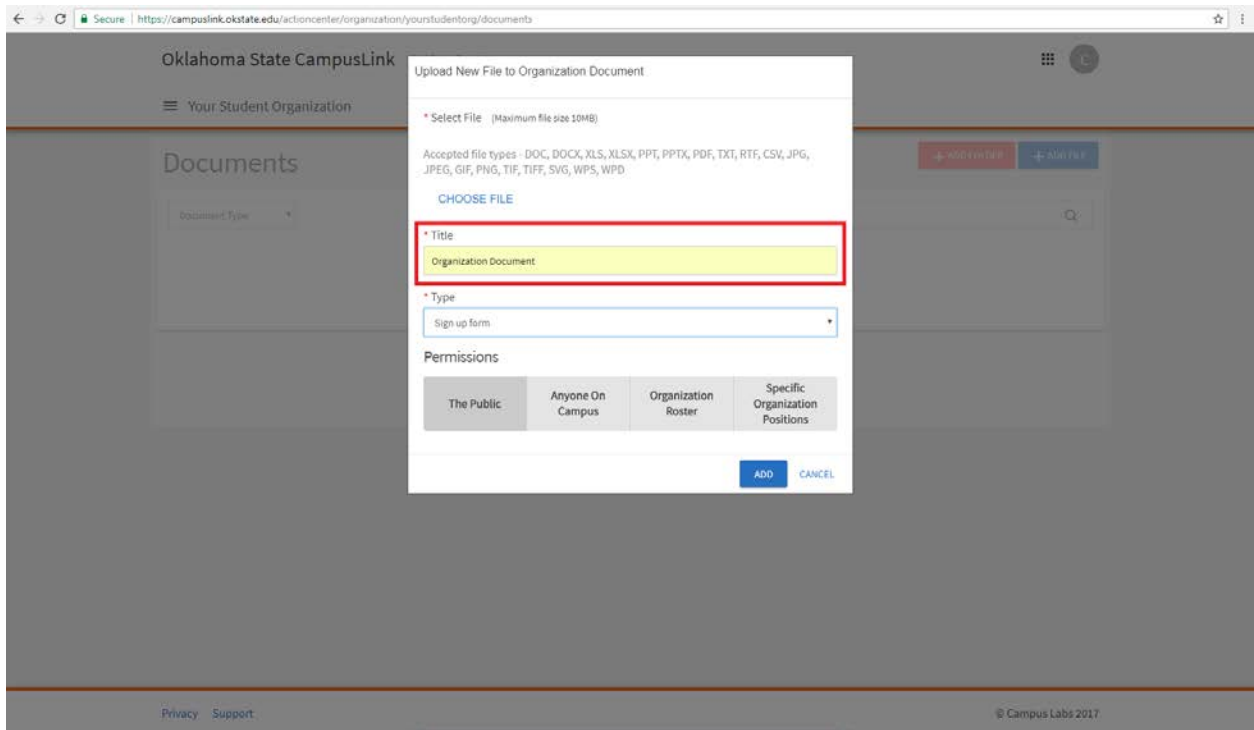 Secure | https://campuslink.okstate.edu/actioncenter/organization/yourstudentorg/documents
Oklahoma State CampusLink
C
Your Student Organization
Documents
+ ADD FOLDER
+ ADD FILE
Document Type
Upload New File to Organization Document
* Select File (Maximum file size 10MB)
Accepted file types - DOC, DOCX, XLS, XLSX, PPT, PPTX, PDF, TXT, RTF, CSV, JPG,
JPEG, GIF, PNG, TIF, TIFF, SVG, WPS, WPD
CHOOSE FILE
* Title
Organization Document
* Type
Sign up form
Permissions
The Public
Anyone On
Campus
Organization
Roster
Specific
Organization
Positions
ADD
CANCEL
Privacy Support
© Campus Labs 2017